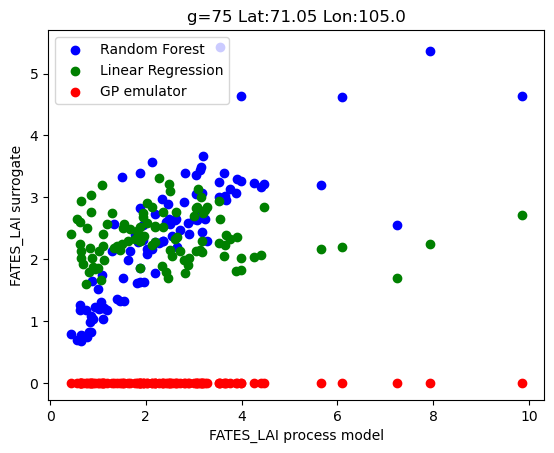 g=75 Lat:71.05 Lon:105.0
Random Forest
Linear Regression
GP emulator
FATES_LAI surrogate
5
4
3
2
1
0
0 2 4 6 8 10
FATES_LAI process model